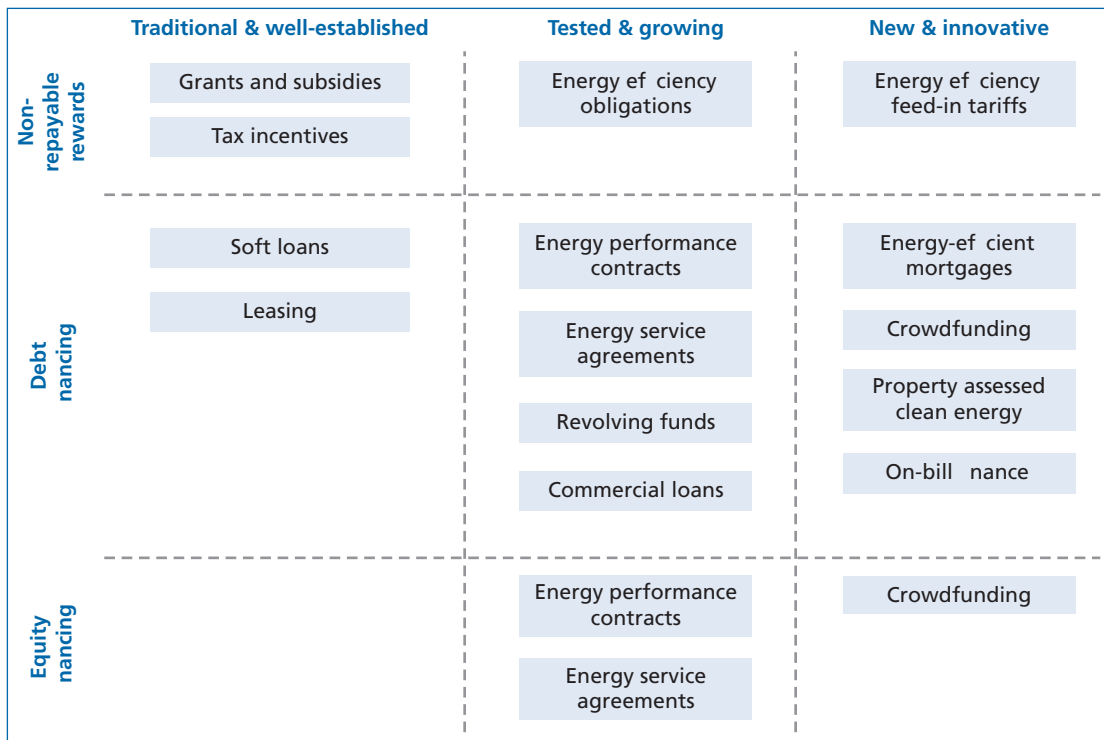 Traditional & well-established
Tested & growing
New & innovative
Non-
repayable
rewards
Grants and subsidies
Tax incentives
Energy ef ciency
obligations
Energy ef ciency
feed-in tariffs
Debt
nancing
Soft loans
Leasing
Energy performance
contracts
Energy service
agreements
Revolving funds
Commercial loans
Energy-ef cient
mortgages
Crowdfunding
Property assessed
clean energy
On-bill nance
Equity
nancing
Energy performance
contracts
Energy service
agreements
Crowdfunding